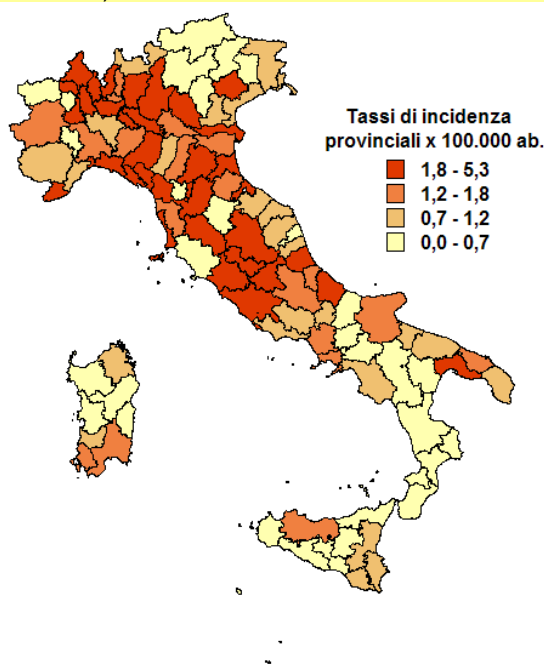 Tassi di incidenza
provinciali x 100.000 ab.
1,8 - 5,3
1,2 - 1,8
0,7 - 1,2
0,0 - 0,7